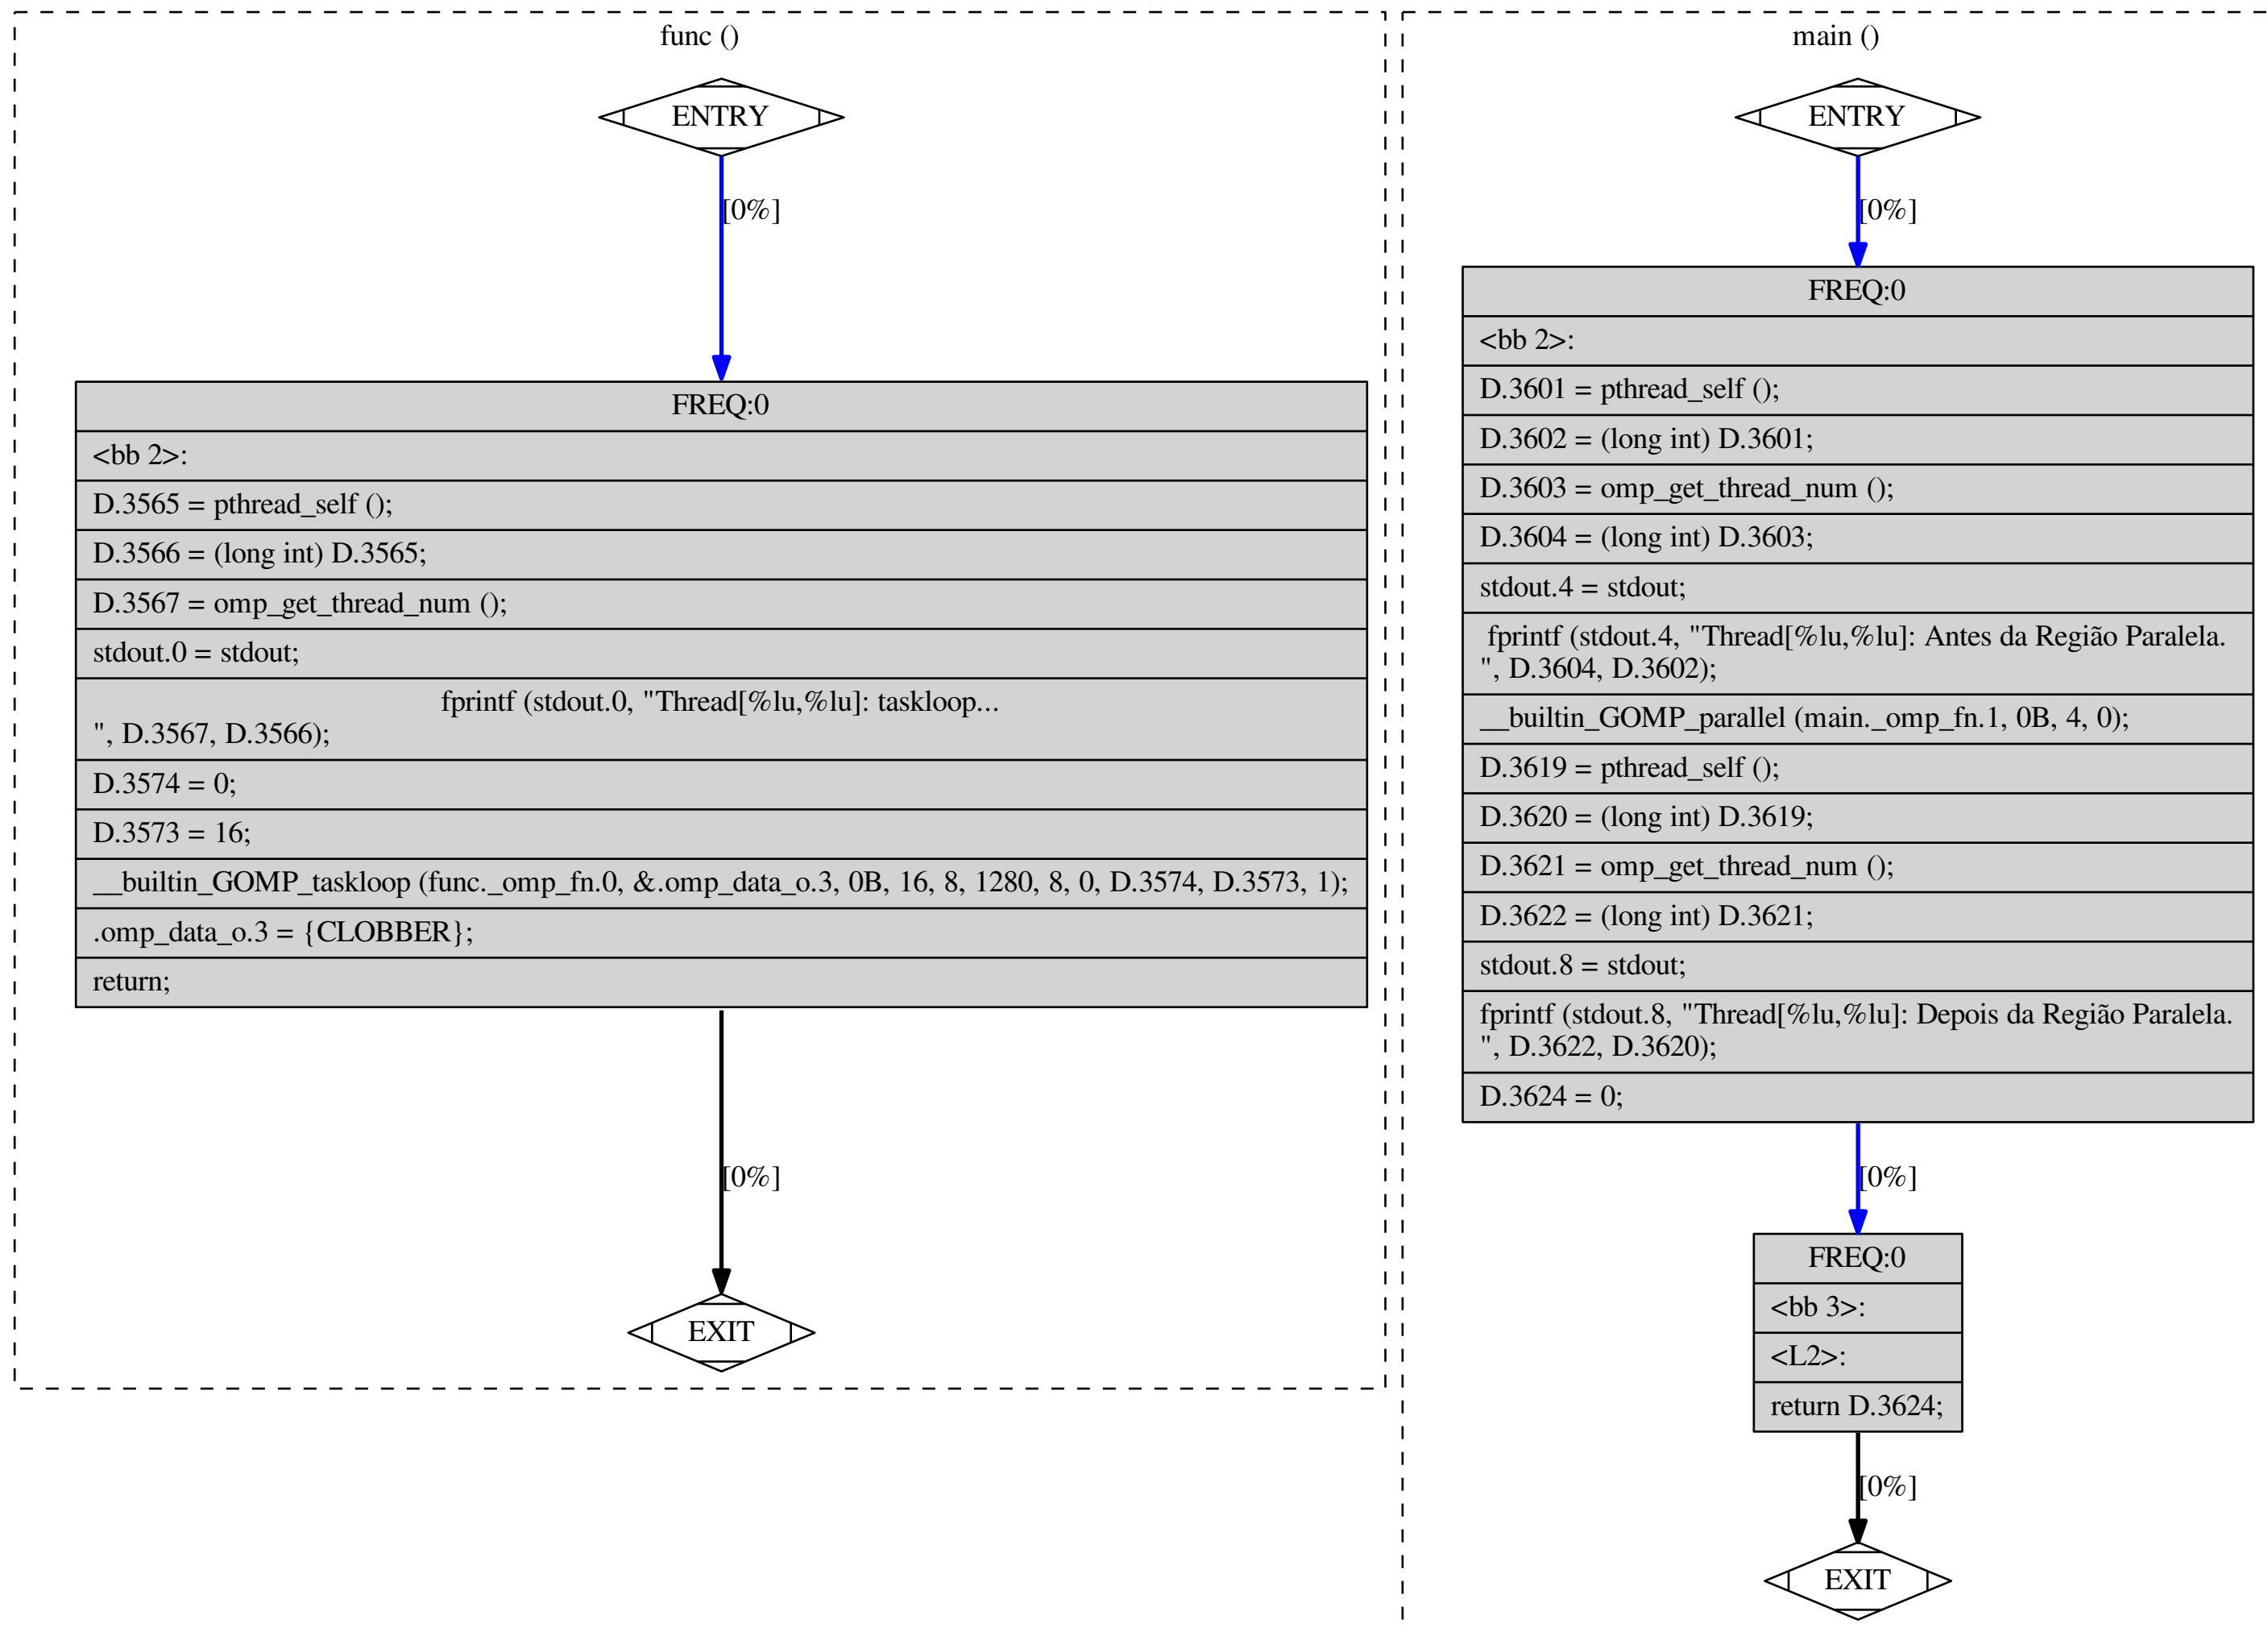 func ()
ENTRY
[0%]
FREQ:0
<bb 2>:
D.3565 = pthread_self ();
D.3566 = (long int) D.3565;
D.3567 = omp_get_thread_num ();
stdout.0 = stdout;
fprintf (stdout.0, "Thread[%lu,%lu]: taskloop...
", D.3567, D.3566);
D.3574 = 0;
D.3573 = 16;
__builtin_GOMP_taskloop (func._omp_fn.0, &.omp_data_o.3, 0B, 16, 8, 1280, 8, 0, D.3574, D.3573, 1);
.omp_data_o.3 = {CLOBBER};
return;
[0%]
EXIT
main ()
ENTRY
[0%]
FREQ:0
<bb 2>:
D.3601 = pthread_self ();
D.3602 = (long int) D.3601;
D.3603 = omp_get_thread_num ();
D.3604 = (long int) D.3603;
stdout.4 = stdout;
fprintf (stdout.4, "Thread[%lu,%lu]: Antes da Região Paralela.
", D.3604, D.3602);
__builtin_GOMP_parallel (main._omp_fn.1, 0B, 4, 0);
D.3619 = pthread_self ();
D.3620 = (long int) D.3619;
D.3621 = omp_get_thread_num ();
D.3622 = (long int) D.3621;
stdout.8 = stdout;
fprintf (stdout.8, "Thread[%lu,%lu]: Depois da Região Paralela.
", D.3622, D.3620);
D.3624 = 0;
[0%]
FREQ:0
<bb 3>:
<L2>:
return D.3624;
[0%]
EXIT